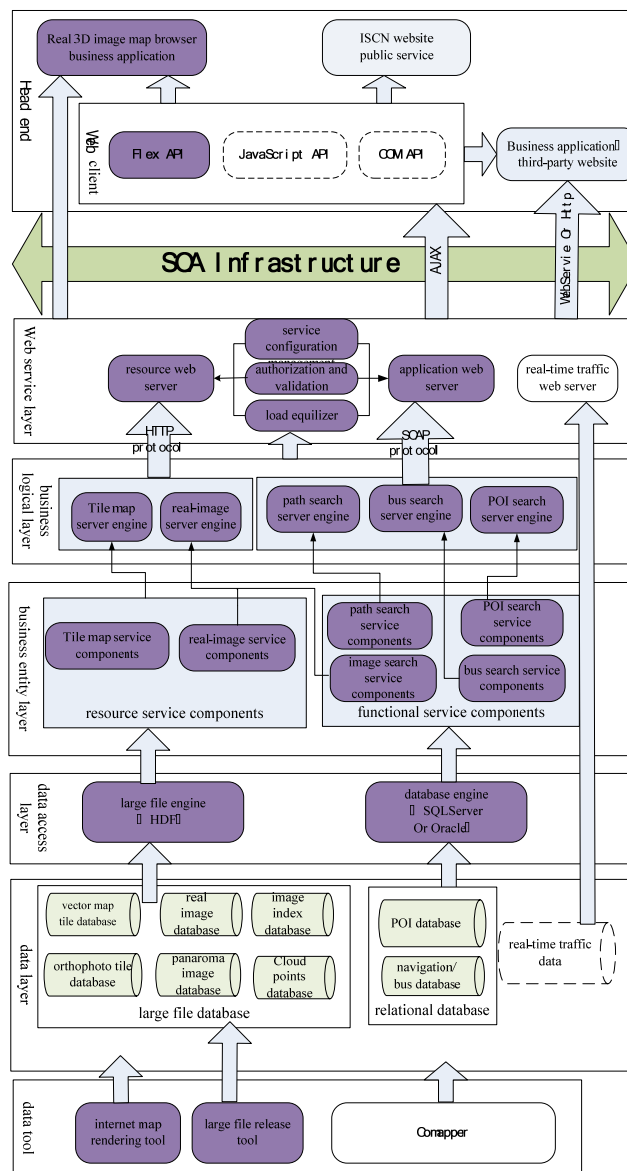 Real 3D image map browser
business application
ISCN website
public service
Head end
Web client
Flex API
JavaScript API
COM API
Business application
third-party website
SOA Infrastructure
AJAX
WebServie Or Http
Web service layer
service
configuration
management
resource web
server
authorization and
validation
application web
server
real-time traffic
web server
load equilizer
HTTP
protocol
SOAP
protocol
business
logical layer
Tile map
server engine
real-image
server engine
path search
server engine
bus search
server engine
POI search
server engine
business entity layer
Tile map service
components
real-image service
components
path search
service
components
POI search
service
components
image search
service
components
bus search service
components
resource service components
functional service components
data access
layer
large file engine
HDF
database engine
SQLServer
Or Oracle
data layer
vector map
tile database
real
image
database
image
index
database
orthophoto tile
database
panaroma
image
database
Cloud
points
database
large file database
POI database
navigation/
bus database
relational database
real-time traffic
data
data tool
internet map
rendering tool
large file release
tool
Comapper